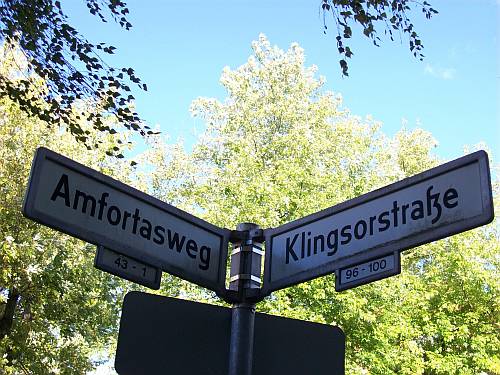 Amfortasweg
43 - 1
Klingsorstraße
96 - 100